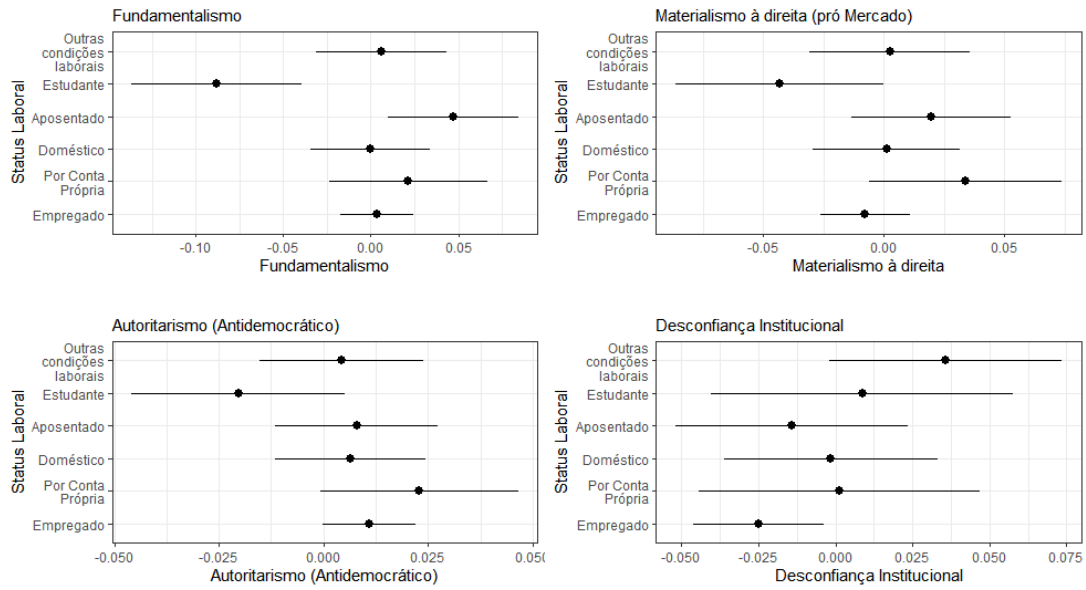 Fundamentalismo
Status Laboral
Outras
condições
laborais
Estudante
Aposentado
Doméstico
Por Conta
Própria
Empregado
-0.10
-0.05
0.00
0.05
Fundamentalismo
Materialismo à direita (pró Mercado)
Status Laboral
Outras
condições
laborais
Estudante
Aposentado
Doméstico
Por Conta
Própria
Empregado
-0.05
0.00
0.05
Materialismo à direita
Autoritarismo (Antidemocrático)
Status Laboral
Outras
condições
laborais
Estudante
Aposentado
Doméstico
Por Conta
Própria
Empregado
-0.050
-0.025
0.000
0.025
Autoritarismo (Antidemocrático)
Desconfiança Institucional
Status Laboral
Outras
condições
laborais
Estudante
Aposentado
Doméstico
Por Conta
Própria
Empregado
-0.050
-0.025
0.000
0.025
0.050
0.075
Desconfiança Institucional